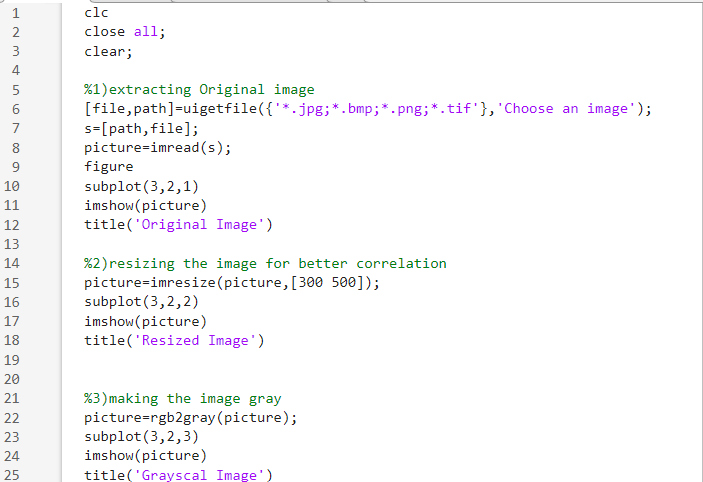 1 clc
2 close all;
3 clear;
4
5 %1)extracting Original image
6 [file,path]=uigetfile({'*.jpg;*.bmp;*.png;*.tif'},'Choose an image');
7 s=[path,file];
8 picture=imread(s);
9 figure
10 subplot(3,2,1)
11 imshow(picture)
12 title('Original Image')
13
14 %2)resizing the image for better correlation
15 picture=imresize(picture,[300 500]);
16 subplot(3,2,2)
17 imshow(picture)
18 title('Resized Image')
19
20
21 %3)making the image gray
22 picture=rgb2gray(picture);
23 subplot(3,2,3)
24 imshow(picture)
25 title('Grayscal Image')